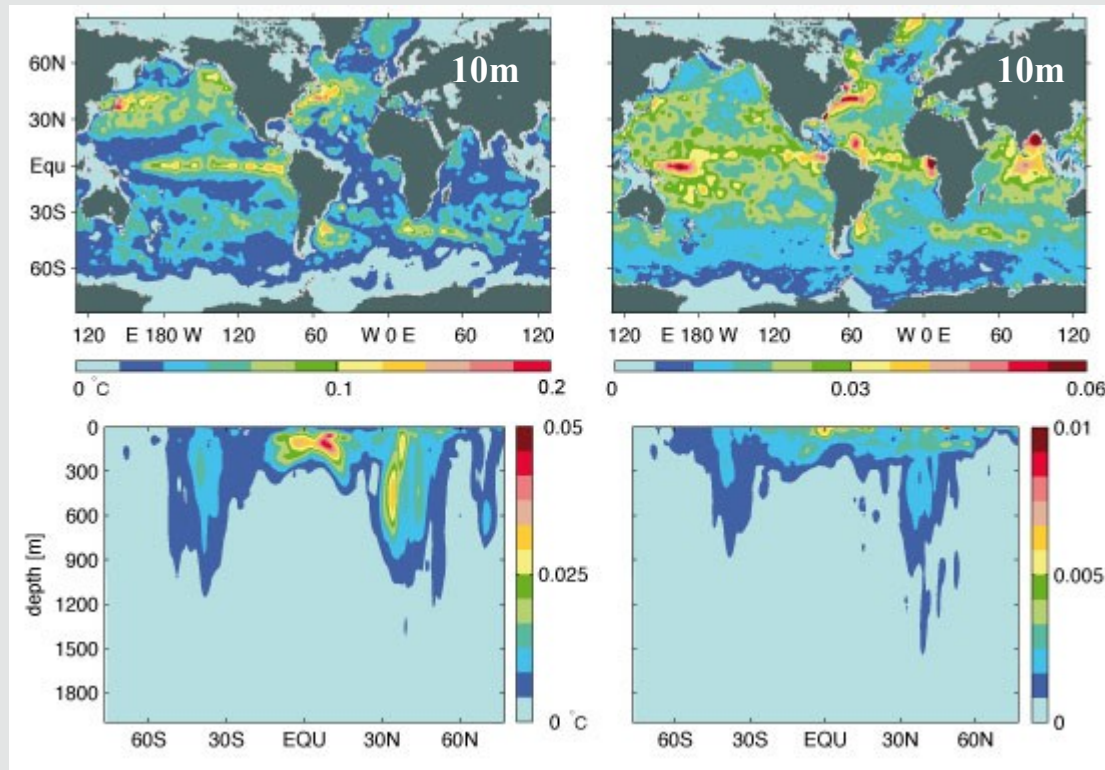 10m
10m
60N
30N
Equ
30S
60S
120 E 180 W 120 60 W 0 E 60 120
120 E 180 W 120 60 W 0 E 60 120
0 °C 0.1 0.2
0 0.03 0.06
0
300
600
900
1200
1500
1800
depth [m]
60S 30S EQU 30N 60N
0.05
0.025
0 °C
60S 30S EQU 30N 60N
0.01
0.005
0